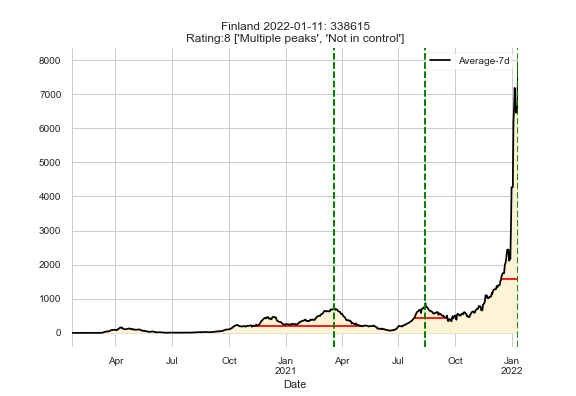 Finland 2022-01-11: 338615
Rating:8 ['Multiple peaks', 'Not in control']
Average-7d
8000
7000
6000
5000
4000
3000
2000
1000
0
Apr Jul Oct Jan Apr Jul Oct Jan
2021 2022
Date